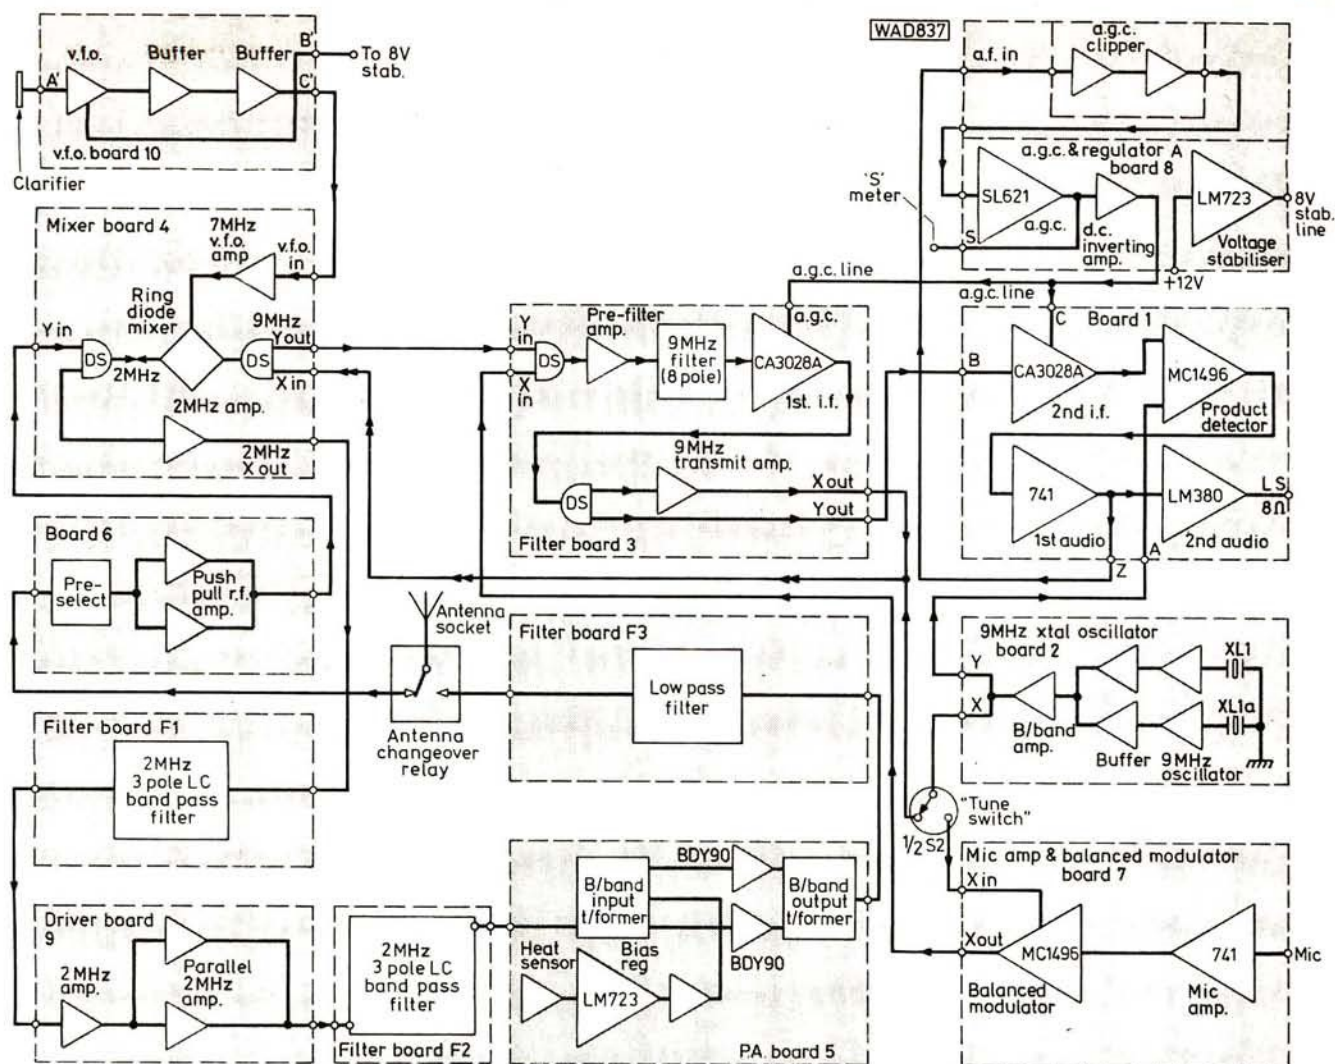 v.f.o.
Buffer
Buffer
B'
A'
C'
To 8V
stab.
v.f.o. board 10
Clarifier
WAD837
a.f. in
a.g.c.
clipper
a.g.c. & regulator A
board 8
'S'
meter
S
SL621
a.g.c.
d.c.
inverting
amp.
LM723
Voltage
stabiliser
8V
stab.
line
+12V
Mixer board 4
7MHz
v.f.o.
amp
v.f.o.
in
Ring
diode
mixer
Y in
DS
2MHz
9MHz
Y out
DS
X in
2MHz amp.
2MHz
X out
a.g.c. line
a.g.c. line
Pre-filter
amp.
Y
in
DS
X
in
9MHz
filter
(8 pole)
a.g.c.
CA3028A
1st. i.f.
9MHz
transmit amp.
DS
X out
Y out
Filter board 3
C
Board 1
B
CA3028A
2nd i.f.
MC1496
Product
detector
741
1st audio
LM380
2nd audio
LS
8Ω
Z
A
Board 6
Pre-
select
Push
pull r.f.
amp.
Antenna
socket
Antenna
changeover
relay
Filter board F3
Low pass
filter
9MHz xtal oscillator
board 2
Y
X
B/band
amp.
Buffer
9MHz
oscillator
XL1
XL1a
Filter board F1
2MHz
3 pole LC
band pass
filter
"Tune
switch"
1/2 S2
Driver board
9
2MHz
amp.
Parallel
2MHz
amp.
2MHz
3 pole LC
band pass
filter
Filter board F2
BDY90
B/band
input
t/former
B/band
output
t/former
Heat
sensor
Bias
reg
LM723
BDY90
P.A. board 5
Mic amp & balanced modulator
board 7
X in
X out
MC1496
Balanced
modulator
741
Mic
amp.
Mic